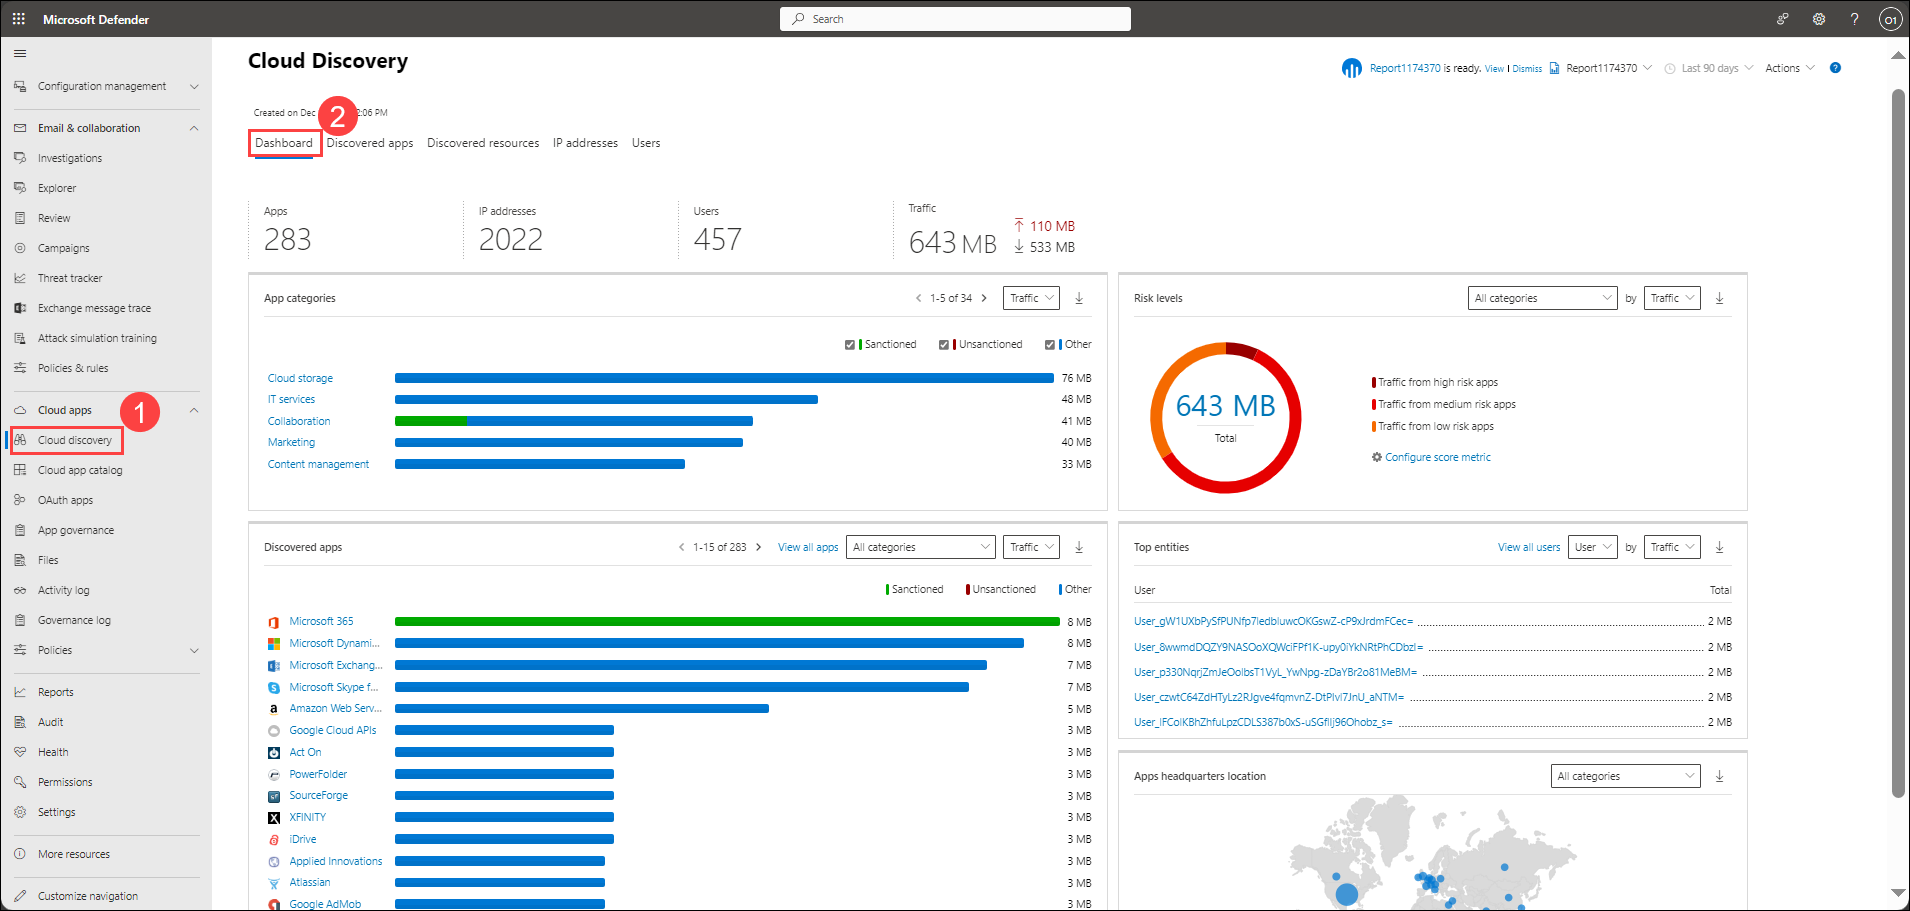 Microsoft Defender
Search
?
O1
Configuration management
Email & collaboration
Investigations
Explorer
Review
Campaigns
Threat tracker
Exchange message trace
Attack simulation training
Policies & rules
Cloud apps
1
Cloud discovery
Cloud app catalog
OAuth apps
App governance
Files
Activity log
Governance log
Policies
Reports
Audit
Health
Permissions
Settings
More resources
Customize navigation
Cloud Discovery
Report1174370 is ready. View | Dismiss Report1174370 Last 90 days Actions ?
Created on Dec 2:06 PM
2
Dashboard Discovered apps Discovered resources IP addresses Users
Apps
283
IP addresses
2022
Users
457
Traffic
643 MB
110 MB
533 MB
App categories
1-5 of 34 Traffic
Sanctioned Unsanctioned Other
Cloud storage 76 MB
IT services 48 MB
Collaboration 41 MB
Marketing 40 MB
Content management 33 MB
Risk levels
All categories by Traffic
643 MB
Total
Traffic from high risk apps
Traffic from medium risk apps
Traffic from low risk apps
Configure score metric
Discovered apps
1-15 of 283 View all apps All categories Traffic
Sanctioned Unsanctioned Other
Microsoft 365 8 MB
Microsoft Dynami... 8 MB
Microsoft Exchang... 7 MB
Microsoft Skype f... 7 MB
Amazon Web Serv... 5 MB
Google Cloud APIs 3 MB
Act On 3 MB
PowerFolder 3 MB
SourceForge 3 MB
XFINITY 3 MB
iDrive 3 MB
Applied Innovations 3 MB
Atlassian 3 MB
Google AdMob 3 MB
Top entities
View all users User by Traffic
User Total
User_gW1UXbPySfPUNfp7ledbiuwcOKGswZ-cP9xJrdmFCec= 2 MB
User_8wwmdDQZY9NASOoXQWciFPf1K-upy0iYkNRtPhCDbzI= 2 MB
User_p330NqrjZmJeOolbsT1VyL_YwNpg-zDaYBr2o81MeBM= 2 MB
User_czwtC64ZdHTyLz2RJgve4fqmvnZ-DtPlvl7JnU_aNTM= 2 MB
User_lFColKBhZhfuLpzCDLS387b0xS-uSGfllj96Ohobz_s= 2 MB
Apps headquarters location
All categories